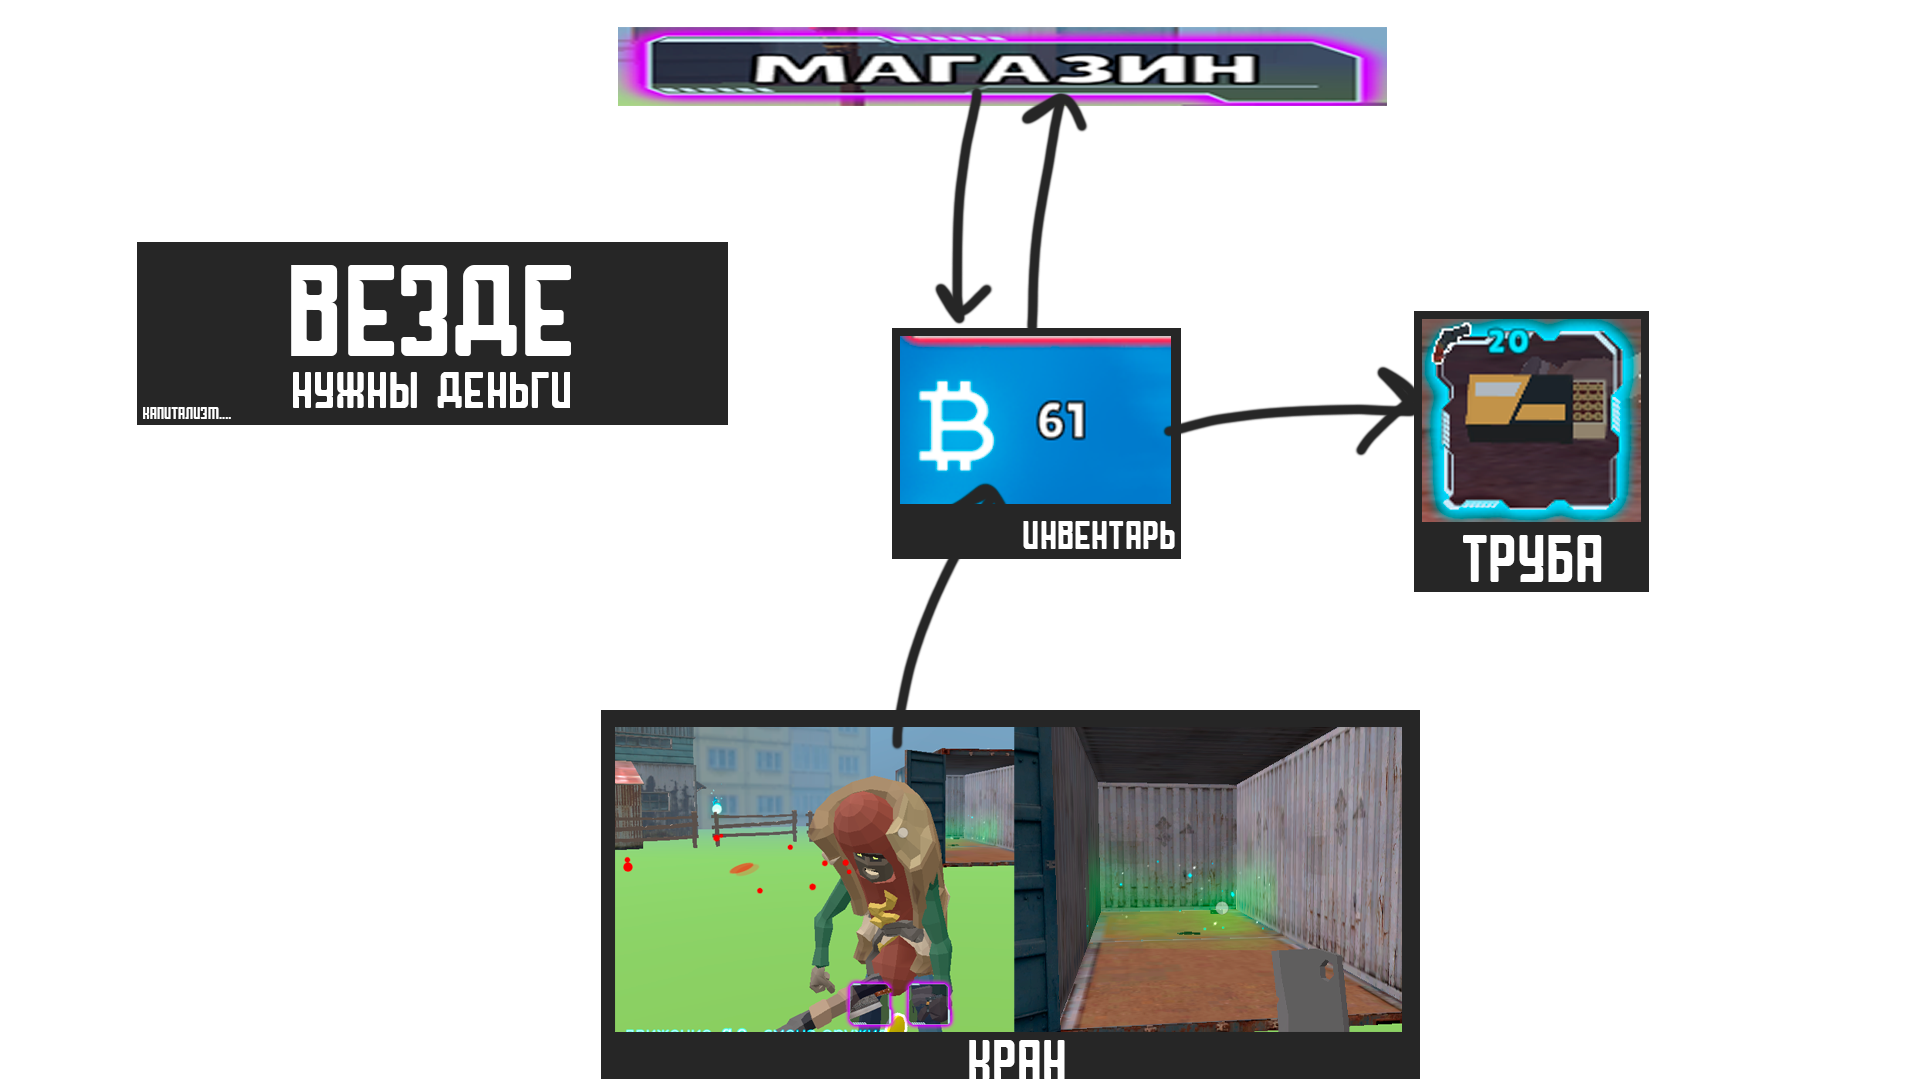 МАГАЗИН
ВЕЗДЕ
НУЖНЫ ДЕНЬГИ
КАПИТАЛИЗМ....
61
ИНВЕНТАРЬ
20
ТРУБА
КРАН